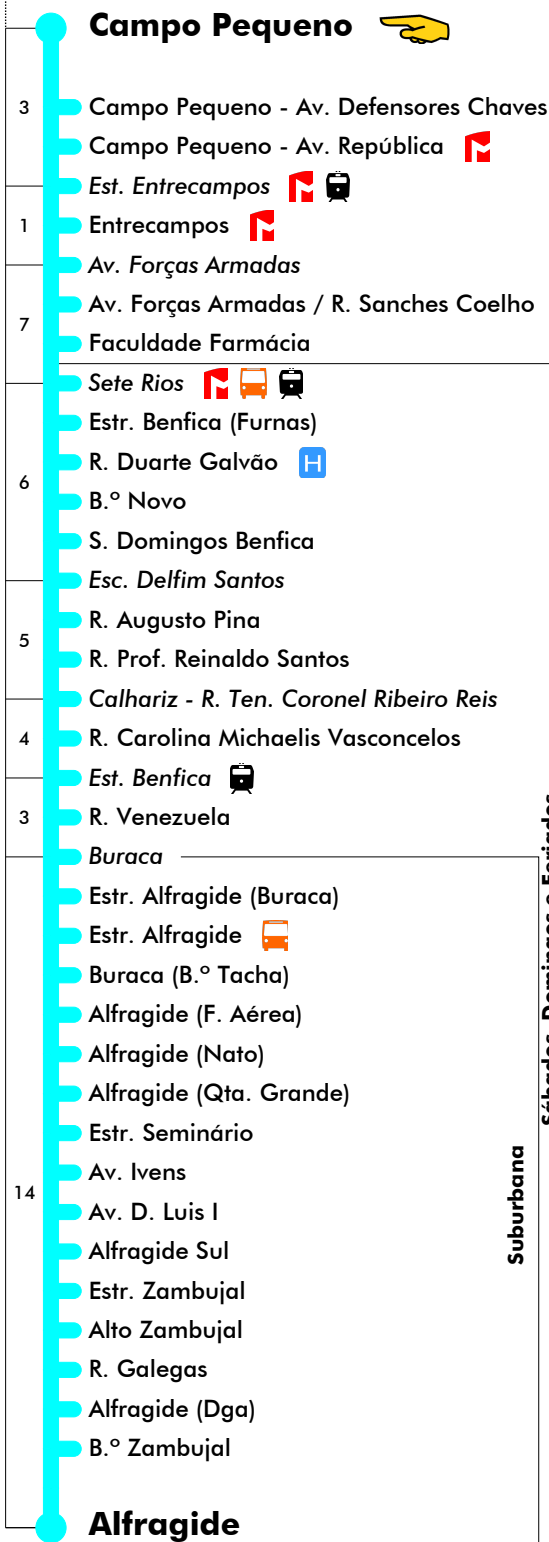 Campo Pequeno
3
Campo Pequeno - Av. Defensores Chaves
Campo Pequeno - Av. República
Est. Entrecampos
1
Entrecampos
Av. Forças Armadas
7
Av. Forças Armadas / R. Sanches Coelho
Faculdade Farmácia
Sete Rios
Estr. Benfica (Furnas)
R. Duarte Galvão H
6
B.º Novo
S. Domingos Benfica
Esc. Delfim Santos
R. Augusto Pina
5
R. Prof. Reinaldo Santos
Calhariz - R. Ten. Coronel Ribeiro Reis
4
R. Carolina Michaelis Vasconcelos
Est. Benfica
3
R. Venezuela
Buraca
Estr. Alfragide (Buraca)
Estr. Alfragide
Buraca (B.º Tacha)
Alfragide (F. Aérea)
Alfragide (Nato)
Alfragide (Qta. Grande)
Estr. Seminário
Av. Ivens
14
Av. D. Luis I
Alfragide Sul
Estr. Zambujal
Alto Zambujal
R. Galegas
Alfragide (Dga)
B.º Zambujal
Alfragide
Suburbana
Sábados, Domingos e Feriados